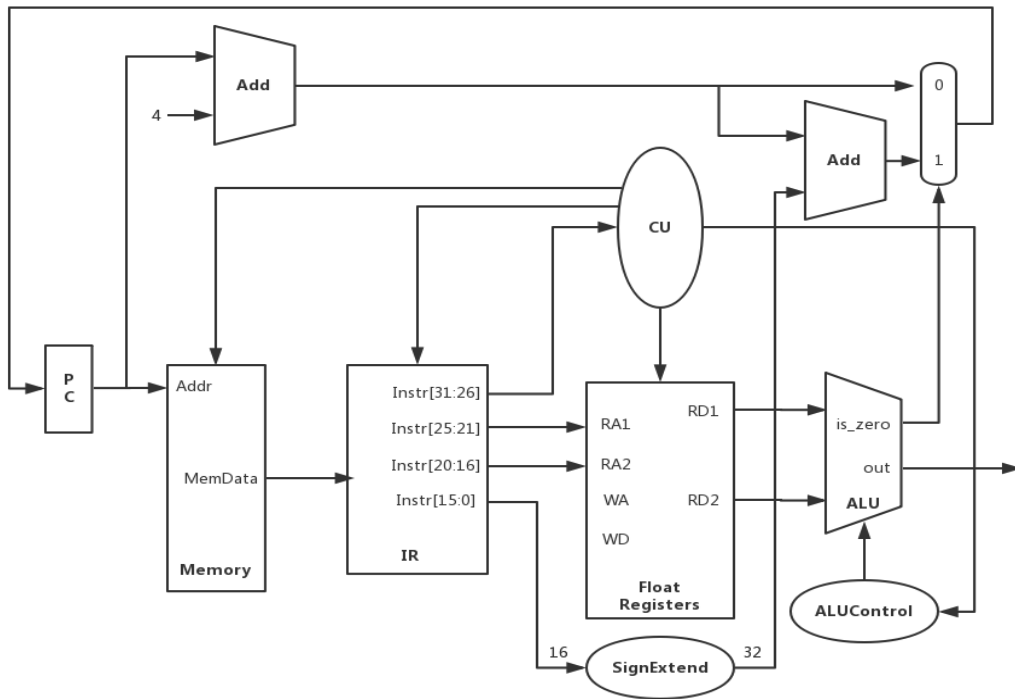 Add
4
0
1
Add
CU
P
C
Addr
MemData
Memory
Instr[31:26]
Instr[25:21]
Instr[20:16]
Instr[15:0]
IR
RA1
RA2
WA
WD
RD1
RD2
Float
Registers
is_zero
out
ALU
ALUControl
16
SignExtend
32